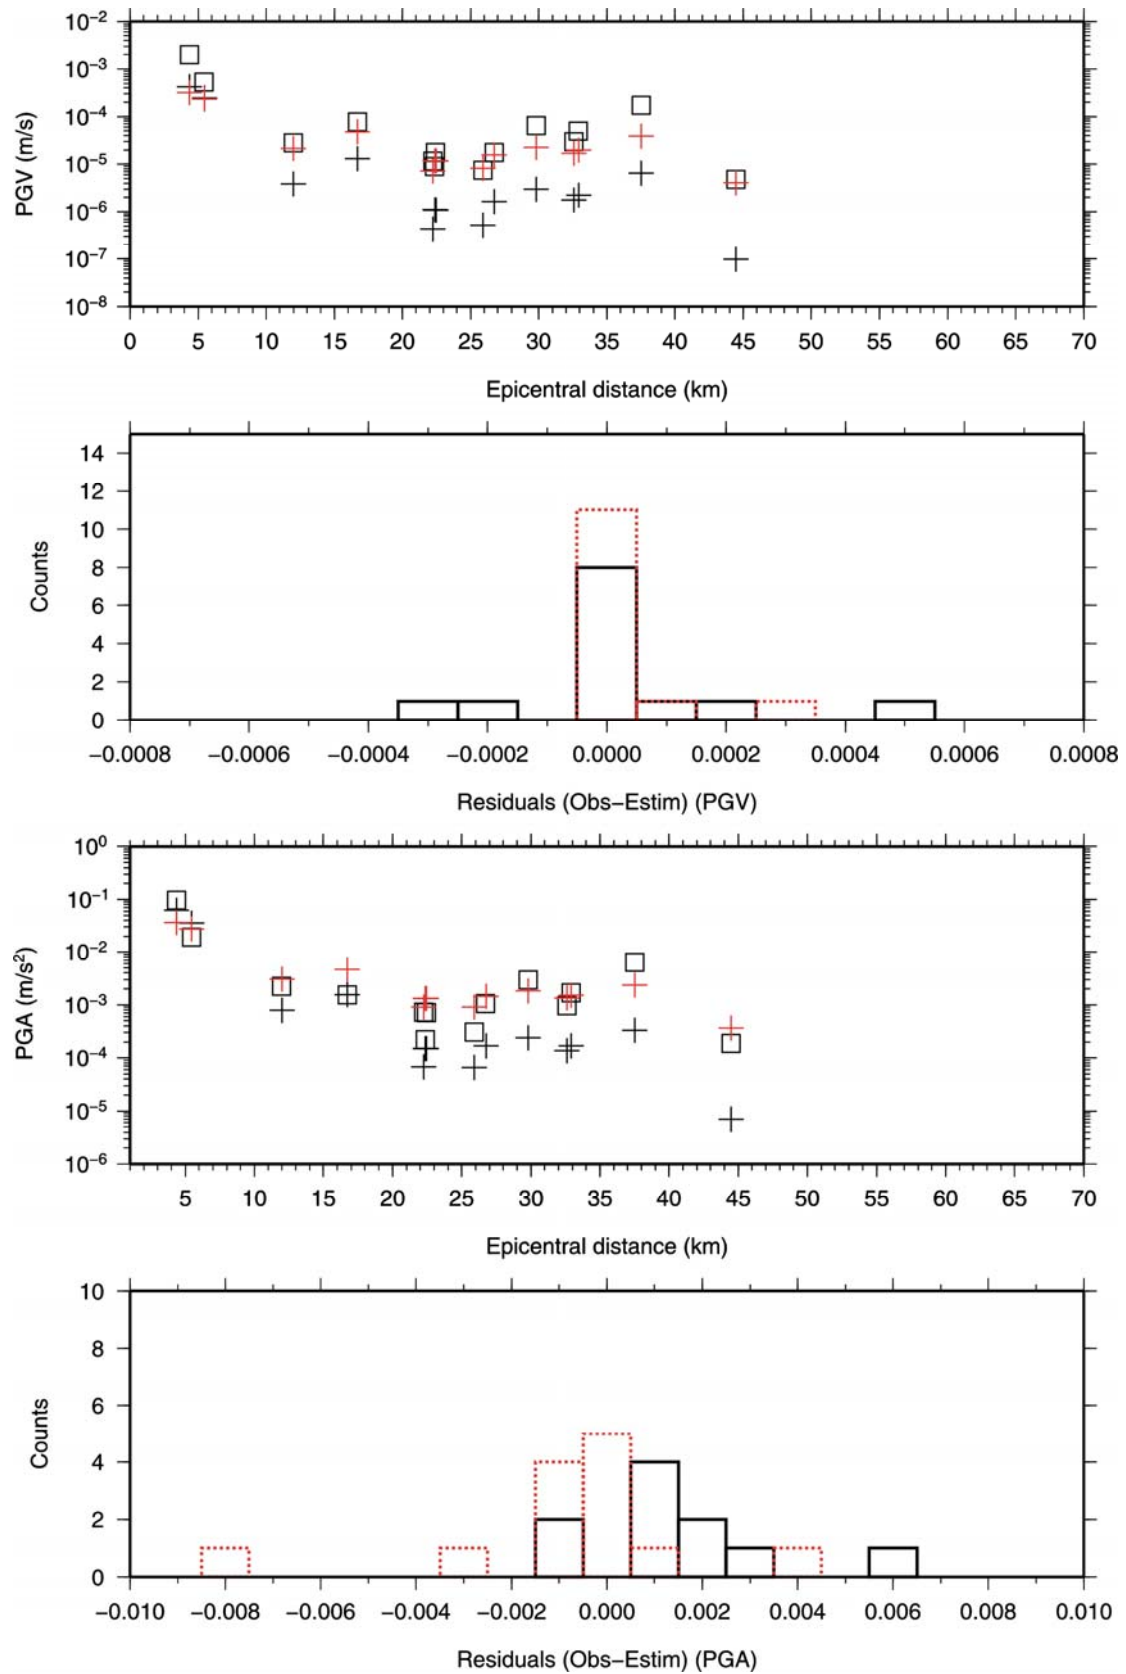 10⁻²
10⁻³
10⁻⁴
10⁻⁵
10⁻⁶
10⁻⁷
10⁻⁸
PGV (m/s)
0 5 10 15 20 25 30 35 40 45 50 55 60 65 70
Epicentral distance (km)
14
12
10
8
6
4
2
0
Counts
−0.0008 −0.0006 −0.0004 −0.0002 0.0000 0.0002 0.0004 0.0006 0.0008
Residuals (Obs−Estim) (PGV)
10⁰
10⁻¹
10⁻²
10⁻³
10⁻⁴
10⁻⁵
10⁻⁶
PGA (m/s²)
5 10 15 20 25 30 35 40 45 50 55 60 65 70
Epicentral distance (km)
10
8
6
4
2
0
Counts
−0.010 −0.008 −0.006 −0.004 −0.002 0.000 0.002 0.004 0.006 0.008 0.010
Residuals (Obs−Estim) (PGA)